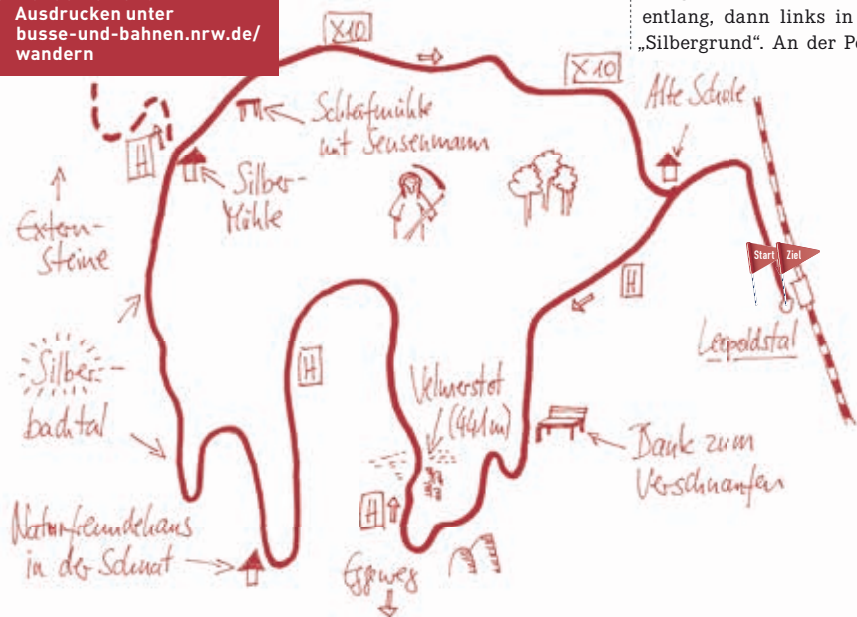 Ausdrucken unter
busse-und-bahnen.nrw.de/
wandern
entlang, dann links in
„Silbergrund“. An der
X10
X10
Alte Schule
Schleifmühle
mit Sensenmann
H
Silber-
Mühle
Extern-
steine
Start
Ziel
H
Leopoldstal
Silber-
bachtal
H
Velmerstot
(441m)
Bank zum
Verschnaufen
H
Naturfreundehaus
in der Schnat
Eggeweg